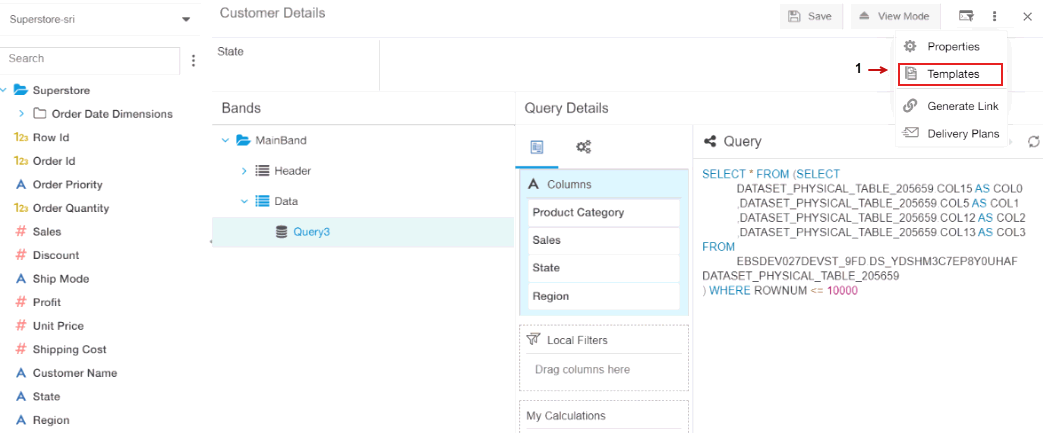 Superstore-sri
Search
Superstore
Order Date Dimensions
123 Row Id
123 Order Id
A Order Priority
123 Order Quantity
# Sales
# Discount
A Ship Mode
# Profit
# Unit Price
# Shipping Cost
A Customer Name
A State
A Region
Customer Details
Save
View Mode
State
Properties
1
Templates
Generate Link
Delivery Plans
Bands
MainBand
Header
Data
Query3
Query Details
A Columns
Product Category
Sales
State
Region
Local Filters
Drag columns here
My Calculations
Query
SELECT * FROM (SELECT
DATASET_PHYSICAL_TABLE_205659 COL15 AS COL0
,DATASET_PHYSICAL_TABLE_205659 COL5 AS COL1
,DATASET_PHYSICAL_TABLE_205659 COL12 AS COL2
,DATASET_PHYSICAL_TABLE_205659 COL13 AS COL3
FROM
EBSDEV027DEVST_9FD DS_YDSHM3C7EP8Y0UHAF
DATASET_PHYSICAL_TABLE_205659
) WHERE ROWNUM <= 10000